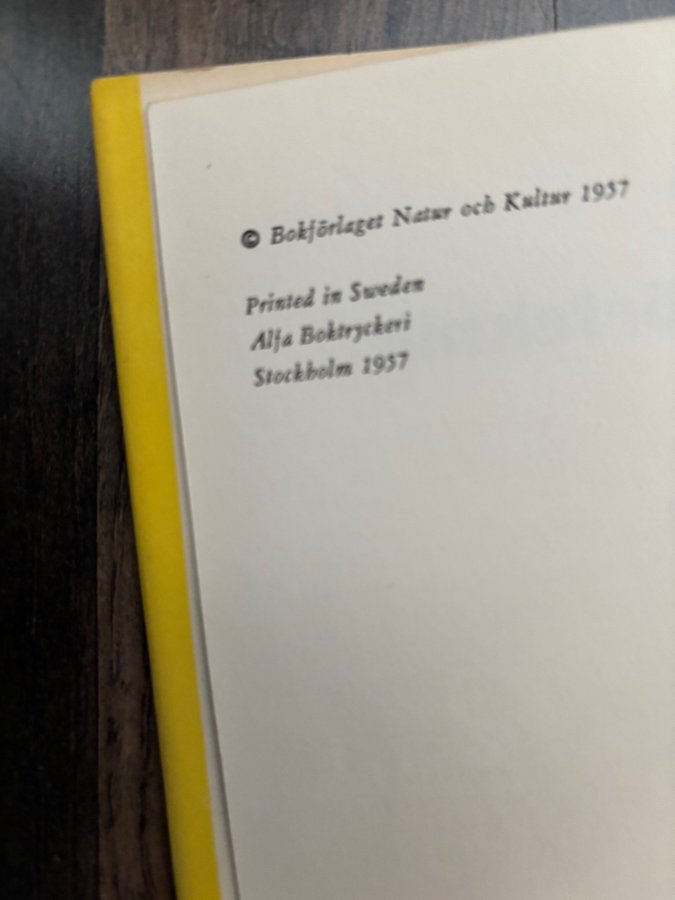 © Bokförlaget Natur och Kultur 1957
Printed in Sweden
Alfa Boktryckeri
Stockholm 1957